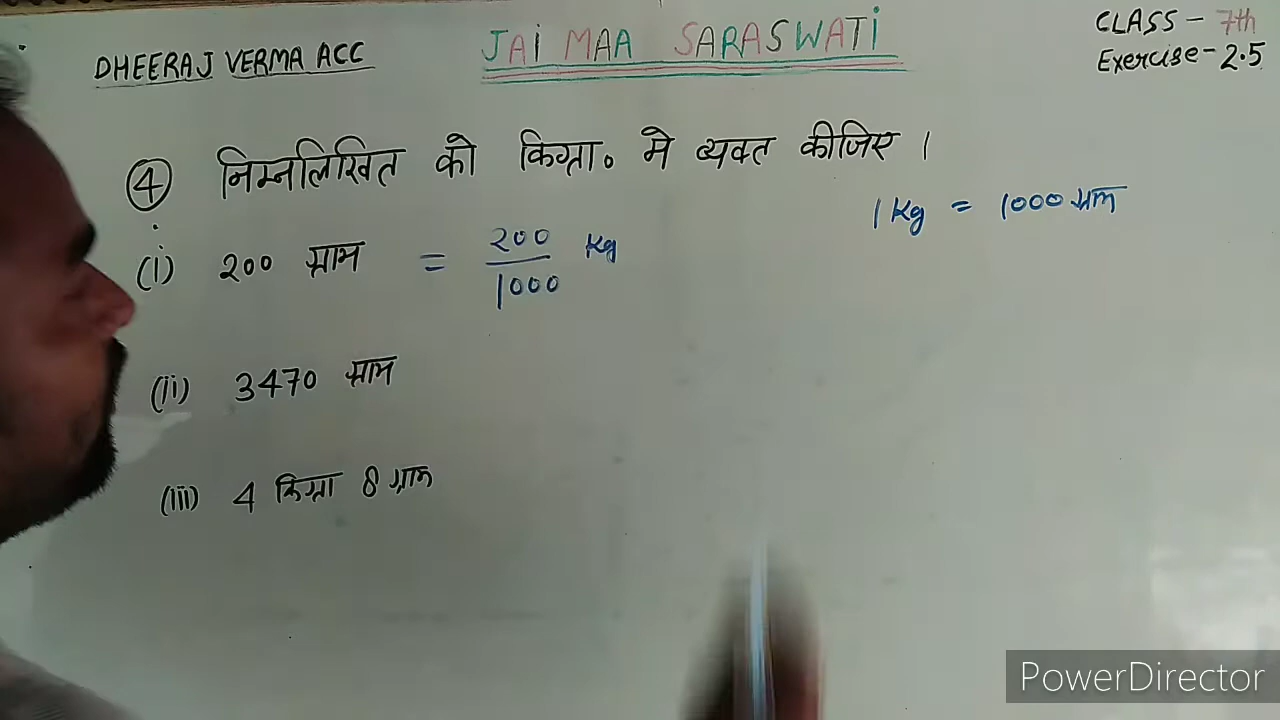 DHEERAJ VERMA ACC
JAI MAA SARASWATI
CLASS - 7th
Exercise - 2.5
④ निम्नलिखित को किग्रा० मे व्यक्त कीजिए ।
1 Kg = 1000 ग्राम
(i) 200 ग्राम = 200/1000 Kg
(ii) 3470 ग्राम
(iii) 4 किग्रा 8 ग्राम
PowerDirector